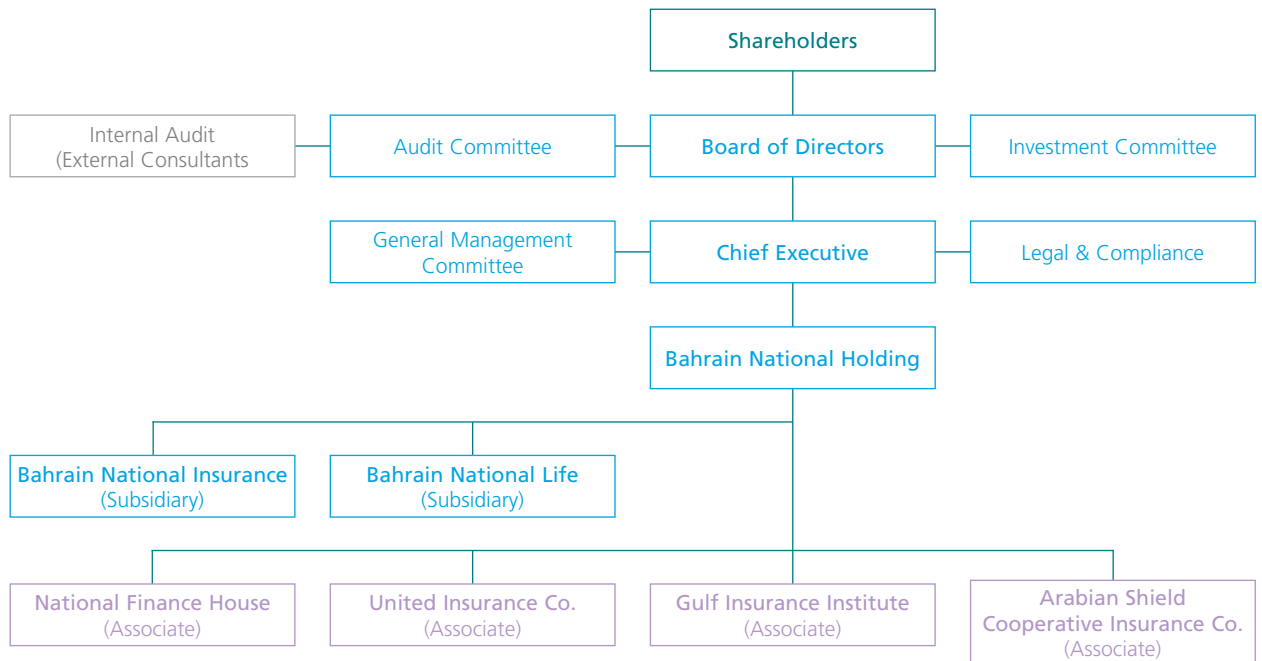 Shareholders
Internal Audit
(External Consultants
Audit Committee
Board of Directors
Investment Committee
General Management
Committee
Chief Executive
Legal & Compliance
Bahrain National Holding
Bahrain National Insurance
(Subsidiary)
Bahrain National Life
(Subsidiary)
National Finance House
(Associate)
United Insurance Co.
(Associate)
Gulf Insurance Institute
(Associate)
Arabian Shield
Cooperative Insurance Co.
(Associate)